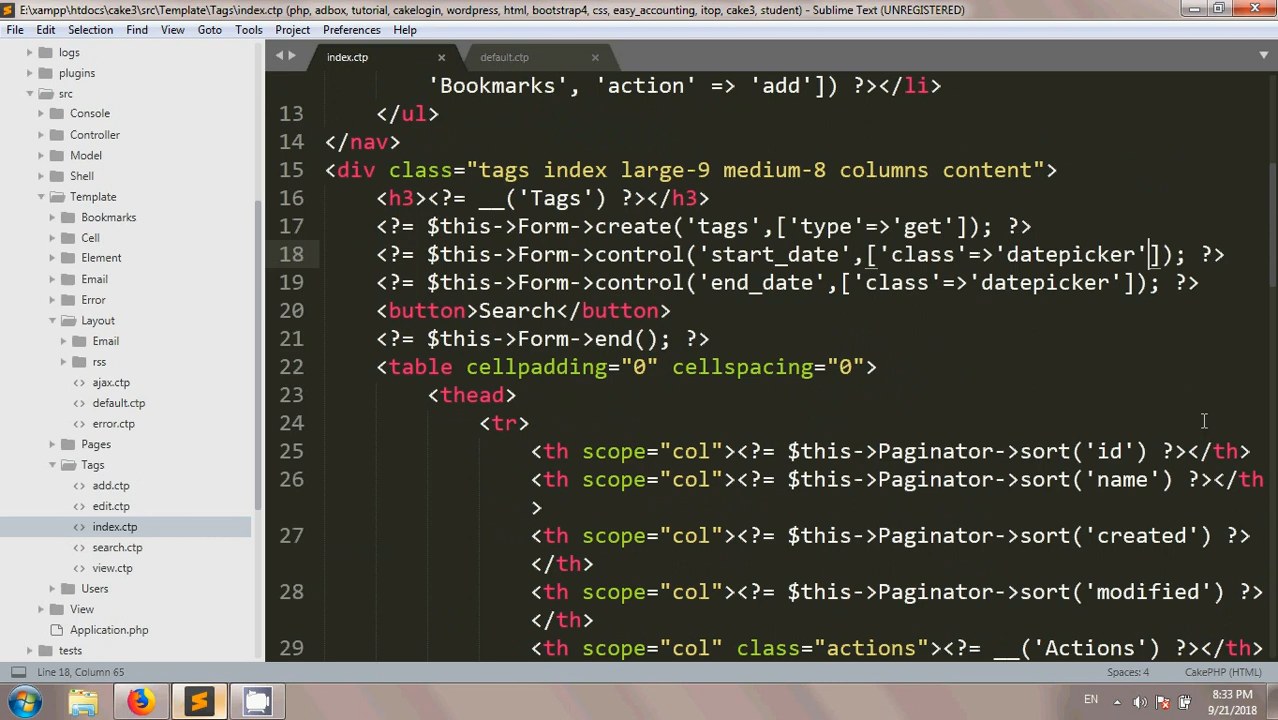 E:\xampp\htdocs\cake3\src\Template\Tags\index.ctp (php, adbox, tutorial, cakelogin, wordpress, html, bootstrap4, css, easy_accounting, top, cake3, student) - Sublime Text (UNREGISTERED)
File Edit Selection Find View Goto Tools Project Preferences Help
logs
plugins
src
Console
Controller
Model
Shell
Template
Bookmarks
Cell
Element
Email
Error
Layout
Email
rss
ajax.ctp
default.ctp
error.ctp
Pages
Tags
add.ctp
edit.ctp
index.ctp
search.ctp
view.ctp
Users
View
Application.php
tests
index.ctp default.ctp
'Bookmarks', 'action' => 'add']) ?></li>
13 </ul>
14 </nav>
15 <div class="tags index large-9 medium-8 columns content">
16 <h3><?= __('Tags') ?></h3>
17 <?= $this->Form->create('tags',['type'=>'get']); ?>
18 <?= $this->Form->control('start_date',['class'=>'datepicker']); ?>
19 <?= $this->Form->control('end_date',['class'=>'datepicker']); ?>
20 <button>Search</button>
21 <?= $this->Form->end(); ?>
22 <table cellpadding="0" cellspacing="0">
23 <thead>
24 <tr>
25 <th scope="col"><?= $this->Paginator->sort('id') ?></th>
26 <th scope="col"><?= $this->Paginator->sort('name') ?></th
>
27 <th scope="col"><?= $this->Paginator->sort('created') ?>
</th>
28 <th scope="col"><?= $this->Paginator->sort('modified') ?>
</th>
29 <th scope="col" class="actions"><?= __('Actions') ?></th>
Line 18, Column 65 Spaces: 4 CakePHP (HTML)
EN 8:33 PM
9/21/2018